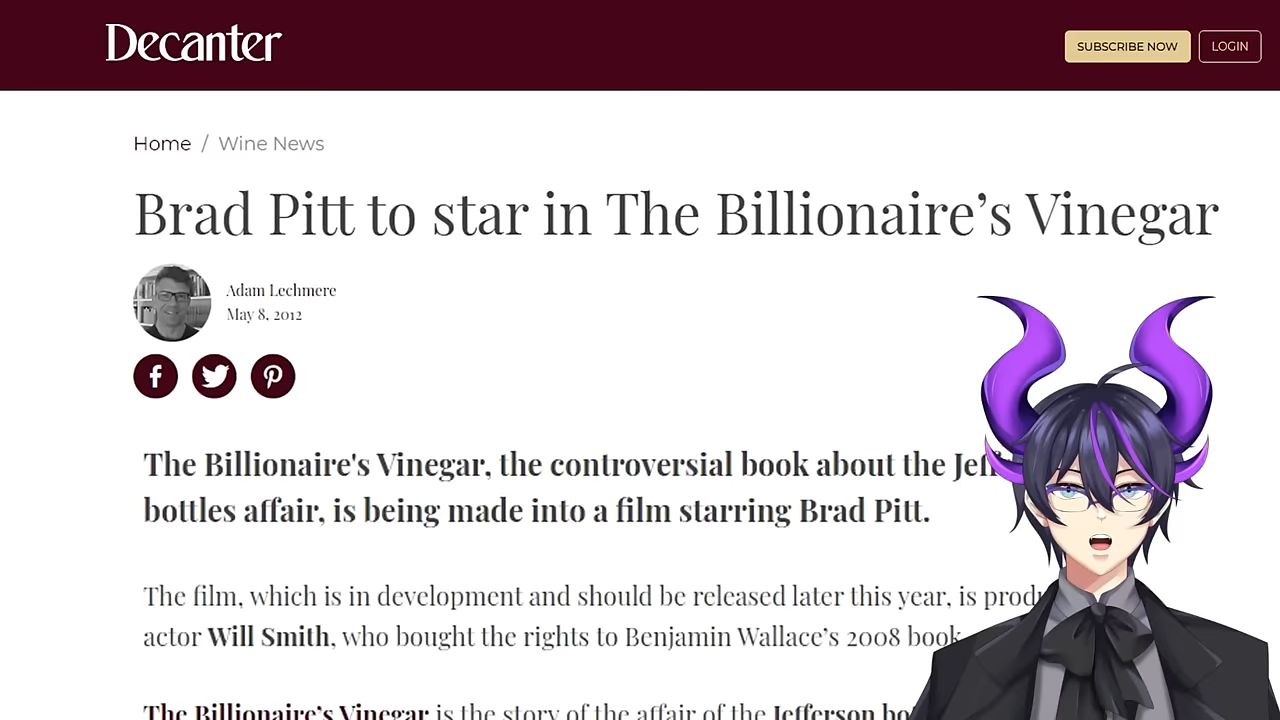 Decanter
SUBSCRIBE NOW
LOGIN
Home / Wine News
Brad Pitt to star in The Billionaire’s Vinegar
Adam Lechmere
May 8, 2012
The Billionaire's Vinegar, the controversial book about the
bottles affair, is being made into a film starring Brad Pitt.
The film, which is in development and should be released later this year, is
actor Will Smith, who bought the rights to Benjamin Wallace’s 2008 book
The Billionaire’s Vinegar is the story of the affair of the Jefferson